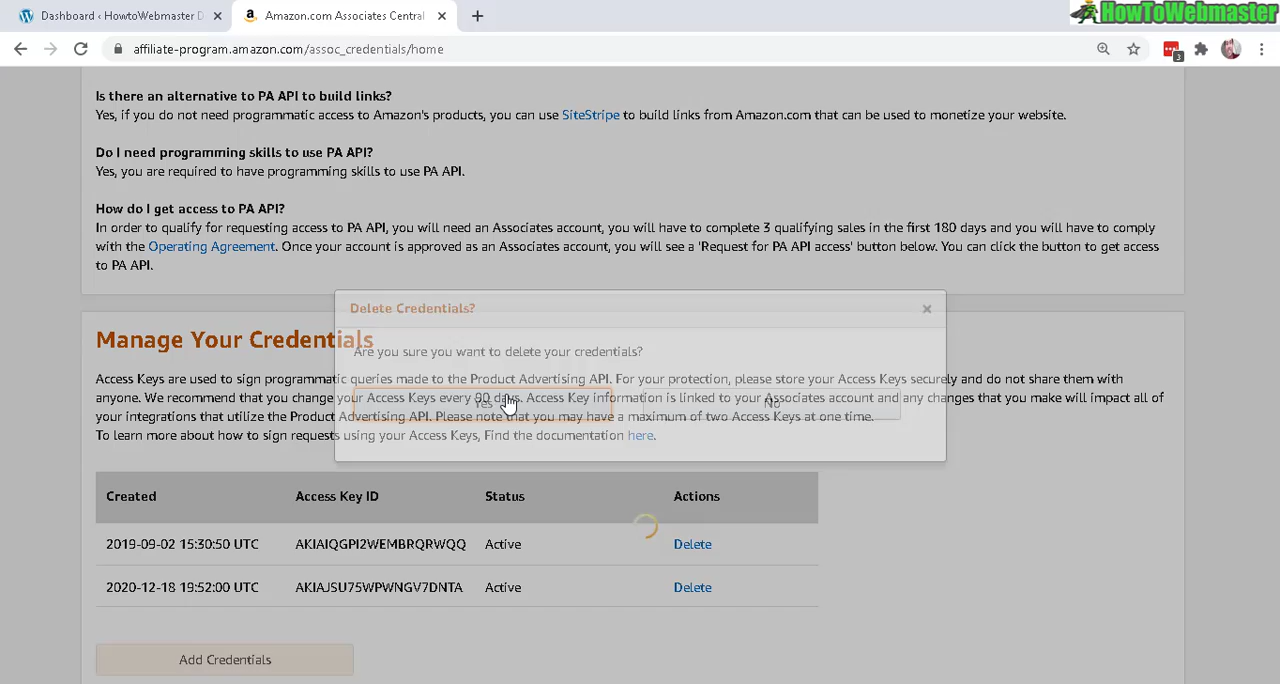 Dashboard ‹ HowtoWebmaster D
Amazon.com Associates Central
HowToWebmaster
affiliate-program.amazon.com/assoc_credentials/home
3
Is there an alternative to PA API to build links?
Yes, if you do not need programmatic access to Amazon's products, you can use SiteStripe to build links from Amazon.com that can be used to monetize your website.
Do I need programming skills to use PA API?
Yes, you are required to have programming skills to use PA API.
How do I get access to PA API?
In order to qualify for requesting access to PA API, you will need an Associates account, you will have to complete 3 qualifying sales in the first 180 days and you will have to comply
with the Operating Agreement. Once your account is approved as an Associates account, you will see a 'Request for PA API access' button below. You can click the button to get access
to PA API.
Delete Credentials?
Manage Your Credentials
Are you sure you want to delete your credentials?
Yes
No
Access Keys are used to sign programmatic queries made to the Product Advertising API. For your protection, please store your Access Keys securely and do not share them with
anyone. We recommend that you change your Access Keys every 90 days. Access Key information is linked to your Associates account and any changes that you make will impact all of
your integrations that utilize the Product Advertising API. Please note that you may have a maximum of two Access Keys at one time.
To learn more about how to sign requests using your Access Keys, Find the documentation here.
Created Access Key ID Status Actions
2019-09-02 15:30:50 UTC AKIAIQGPI2WEMBRQRWQQ Active Delete
2020-12-18 19:52:00 UTC AKIAJSU75WPWNGV7DNTA Active Delete
Add Credentials